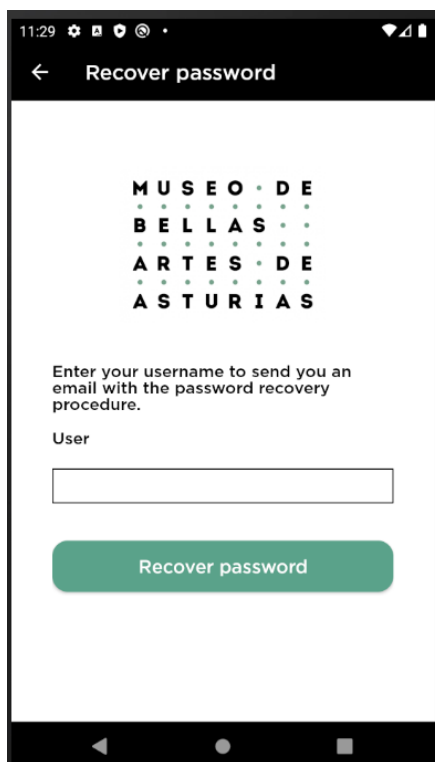 11:29
Recover password
MUSEO DE
BELLAS
ARTES DE
ASTURIAS
Enter your username to send you an
email with the password recovery
procedure.
User
Recover password